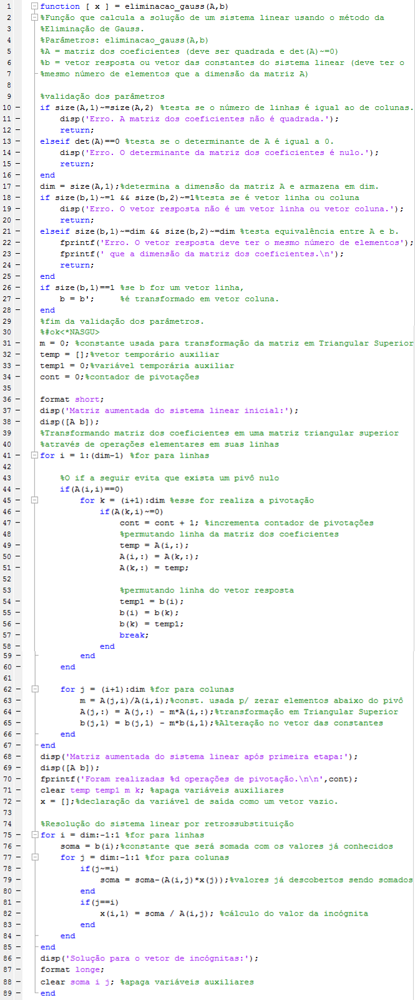 1 function [ x ] = eliminacao_gauss(A,b)
2 %Função que calcula a solução de um sistema linear usando o método da
3 %Eliminação de Gauss.
4 %Parâmetros: eliminacao_gauss(A,b)
5 %A = matriz dos coeficientes (deve ser quadrada e det(A)~=0)
6 %b = vetor resposta ou vetor das constantes do sistema linear (deve ter o
7 %mesmo número de elementos que a dimensão da matriz A)
8
9 %validação dos parâmetros
10 – if size(A,1)~=size(A,2) %testa se o número de linhas é igual ao de colunas.
11 – disp('Erro. A matriz dos coeficientes não é quadrada.');
12 – return;
13 – elseif det(A)==0 %testa se o determinante de A é igual a 0.
14 – disp('Erro. O determinante da matriz dos coeficientes é nulo.');
15 – return;
16 – end
17 – dim = size(A,1);%determina a dimensão da matriz A e armazena em dim.
18 – if size(b,1)~=1 && size(b,2)~=1%testa se é vetor linha ou coluna
19 – disp('Erro. O vetor resposta não é um vetor linha ou vetor coluna.');
20 – return;
21 – elseif size(b,1)~=dim && size(b,2)~=dim %testa equivalência entre A e b.
22 – fprintf('Erro. O vetor resposta deve ter o mesmo número de elementos');
23 – fprintf(' que a dimensão da matriz dos coeficientes.\n');
24 – return;
25 – end
26 – if size(b,1)==1 %se b for um vetor linha,
27 – b = b'; %é transformado em vetor coluna.
28 – end
29 %fim da validação dos parâmetros.
30 %#ok<*NASGU>
31 – m = 0; %constante usada para transformação da matriz em Triangular Superior
32 – temp = [];%vetor temporário auxiliar
33 – temp1 = 0;%variável temporária auxiliar
34 – cont = 0;%contador de pivotações
35
36 – format short;
37 – disp('Matriz aumentada do sistema linear inicial:');
38 – disp([A b]);
39 %Transformando matriz dos coeficientes em uma matriz triangular superior
40 %através de operações elementares em suas linhas
41 – for i = 1:(dim-1) %for para linhas
42
43 %O if a seguir evita que exista um pivô nulo
44 – if(A(i,i)==0)
45 – for k = (i+1):dim %esse for realiza a pivotação
46 – if(A(k,i)~=0)
47 – cont = cont + 1; %incrementa contador de pivotações
48 %permutando linha da matriz dos coeficientes
49 – temp = A(i,:);
50 – A(i,:) = A(k,:);
51 – A(k,:) = temp;
52
53 %permutando linha do vetor resposta
54 – temp1 = b(i);
55 – b(i) = b(k);
56 – b(k) = temp1;
57 – break;
58 – end
59 – end
60 – end
61
62 – for j = (i+1):dim %for para colunas
63 – m = A(j,i)/A(i,i);%const. usada p/ zerar elementos abaixo do pivô
64 – A(j,:) = A(j,:) - m*A(i,:);%transformação em Triangular Superior
65 – b(j,1) = b(j,1) - m*b(i,1);%Alteração no vetor das constantes
66 – end
67 – end
68 – disp('Matriz aumentada do sistema linear após primeira etapa:');
69 – disp([A b]);
70 – fprintf('Foram realizadas %d operações de pivotação.\n\n',cont);
71 – clear temp temp1 m k; %apaga variáveis auxiliares
72 – x = [];%declaração da variável de saída como um vetor vazio.
73
74 %Resolução do sistema linear por retrossubstituição
75 – for i = dim:-1:1 %for para linhas
76 – soma = b(i);%constante que será somada com os valores já conhecidos
77 – for j = dim:-1:1 %for para colunas
78 – if(j~=i)
79 – soma = soma-(A(i,j)*x(j));%valores já descobertos sendo somados
80 – end
81 – if(j==i)
82 – x(i,1) = soma / A(i,j); %cálculo do valor da incógnita
83 – end
84 – end
85 – end
86 – disp('Solução para o vetor de incógnitas:');
87 – format longe;
88 – clear soma i j; %apaga variáveis auxiliares
89 – end